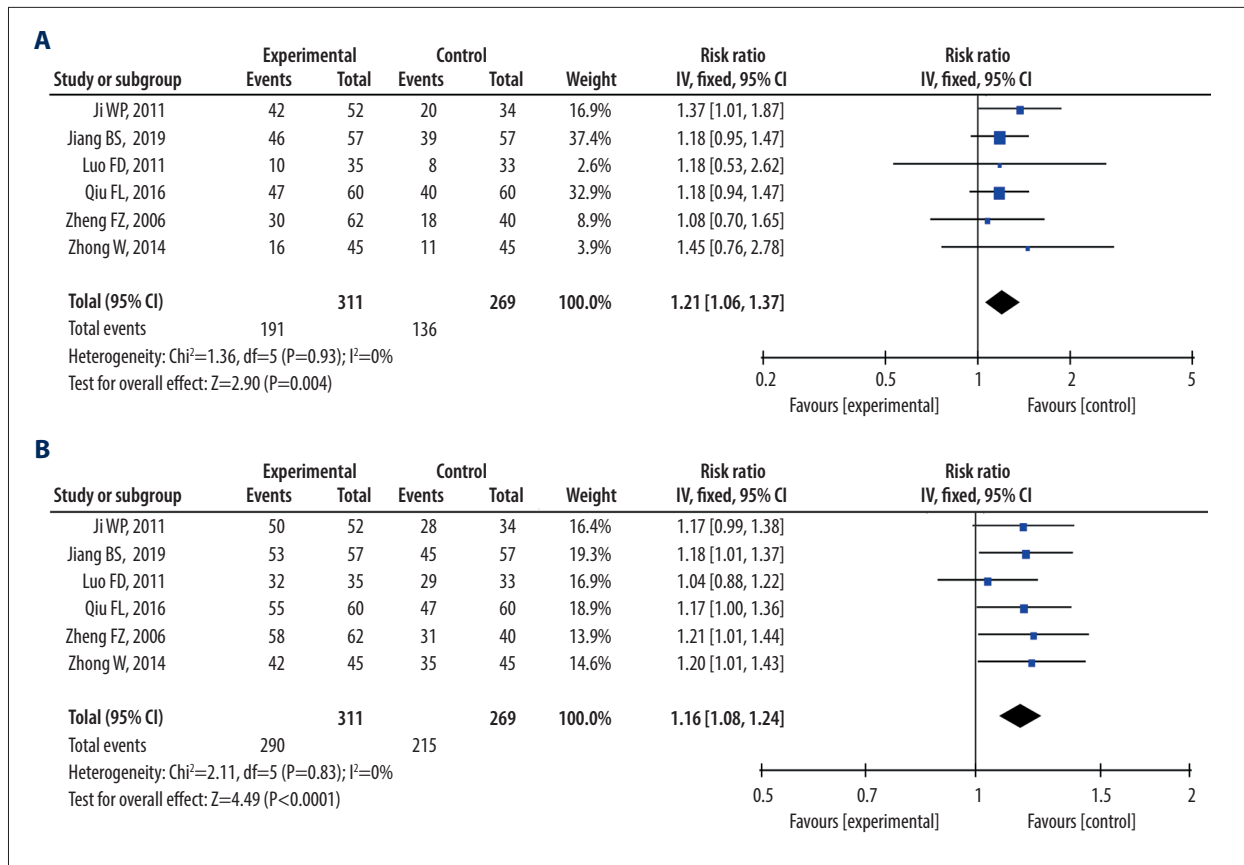 A
Experimental Control Risk ratio Risk ratio
Study or subgroup Events Total Events Total Weight IV, fixed, 95% CI IV, fixed, 95% CI
Ji WP, 2011 42 52 20 34 16.9% 1.37 [1.01, 1.87]
Jiang BS, 2019 46 57 39 57 37.4% 1.18 [0.95, 1.47]
Luo FD, 2011 10 35 8 33 2.6% 1.18 [0.53, 2.62]
Qiu FL, 2016 47 60 40 60 32.9% 1.18 [0.94, 1.47]
Zheng FZ, 2006 30 62 18 40 8.9% 1.08 [0.70, 1.65]
Zhong W, 2014 16 45 11 45 3.9% 1.45 [0.76, 2.78]
Tolal (95% CI) 311 269 100.0% 1.21 [1.06, 1.37]
Total events 191 136
Heterogeneity: Chi²=1.36, df=5 (P=0.93); I²=0%
Test for overall effect: Z=2.90 (P=0.004)
0.2 0.5 1 2 5
Favours [experimental] Favours [control]
B
Experimental Control Risk ratio Risk ratio
Study or subgroup Events Total Events Total Weight IV, fixed, 95% CI IV, fixed, 95% CI
Ji WP, 2011 50 52 28 34 16.4% 1.17 [0.99, 1.38]
Jiang BS, 2019 53 57 45 57 19.3% 1.18 [1.01, 1.37]
Luo FD, 2011 32 35 29 33 16.9% 1.04 [0.88, 1.22]
Qiu FL, 2016 55 60 47 60 18.9% 1.17 [1.00, 1.36]
Zheng FZ, 2006 58 62 31 40 13.9% 1.21 [1.01, 1.44]
Zhong W, 2014 42 45 35 45 14.6% 1.20 [1.01, 1.43]
Tolal (95% CI) 311 269 100.0% 1.16 [1.08, 1.24]
Total events 290 215
Heterogeneity: Chi²=2.11, df=5 (P=0.83); I²=0%
Test for overall effect: Z=4.49 (P<0.0001)
0.5 0.7 1 1.5 2
Favours [experimental] Favours [control]